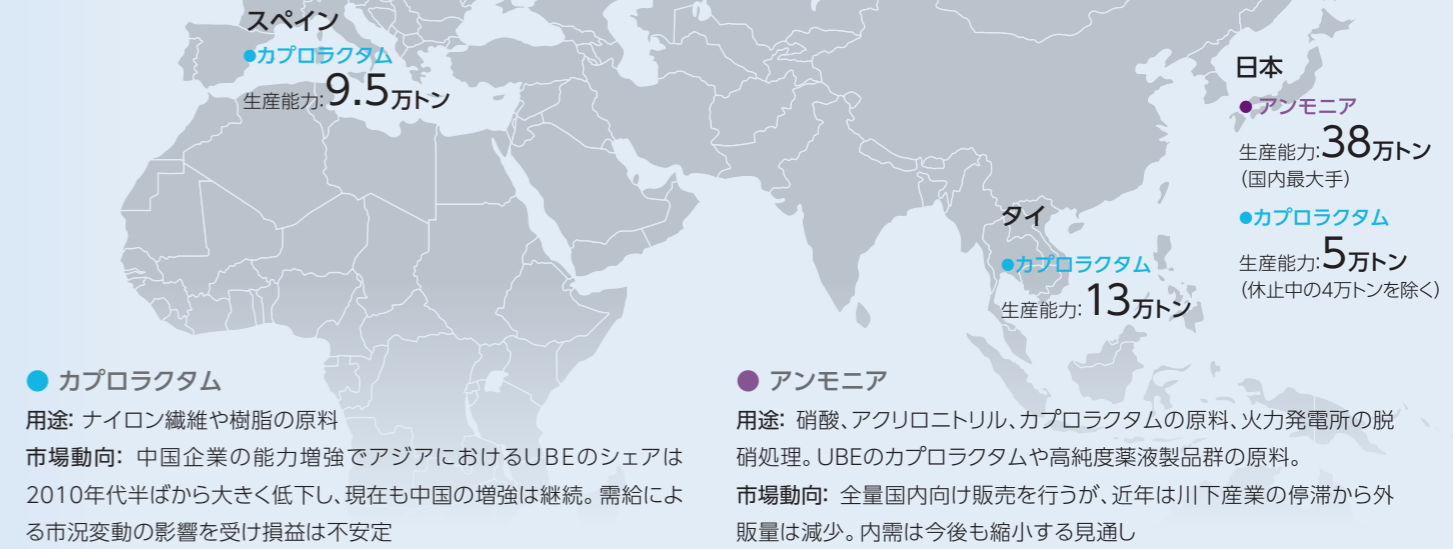 スペイン
●カプロラクタム
生産能力:9.5万トン
日本
●アンモニア
生産能力:38万トン
(国内最大手)
●カプロラクタム
生産能力:5万トン
(休止中の4万トンを除く)
タイ
●カプロラクタム
生産能力:13万トン
● カプロラクタム
用途: ナイロン繊維や樹脂の原料
市場動向: 中国企業の能力増強でアジアにおけるUBEのシェアは
2010年代半ばから大きく低下し、現在も中国の増強は継続。需給によ
る市況変動の影響を受け損益は不安定
● アンモニア
用途: 硝酸、アクリロニトリル、カプロラクタムの原料、火力発電所の脱
硝処理。UBEのカプロラクタムや高純度薬液製品群の原料。
市場動向: 全量国内向け販売を行うが、近年は川下産業の停滞から外
販量は減少。内需は今後も縮小する見通し